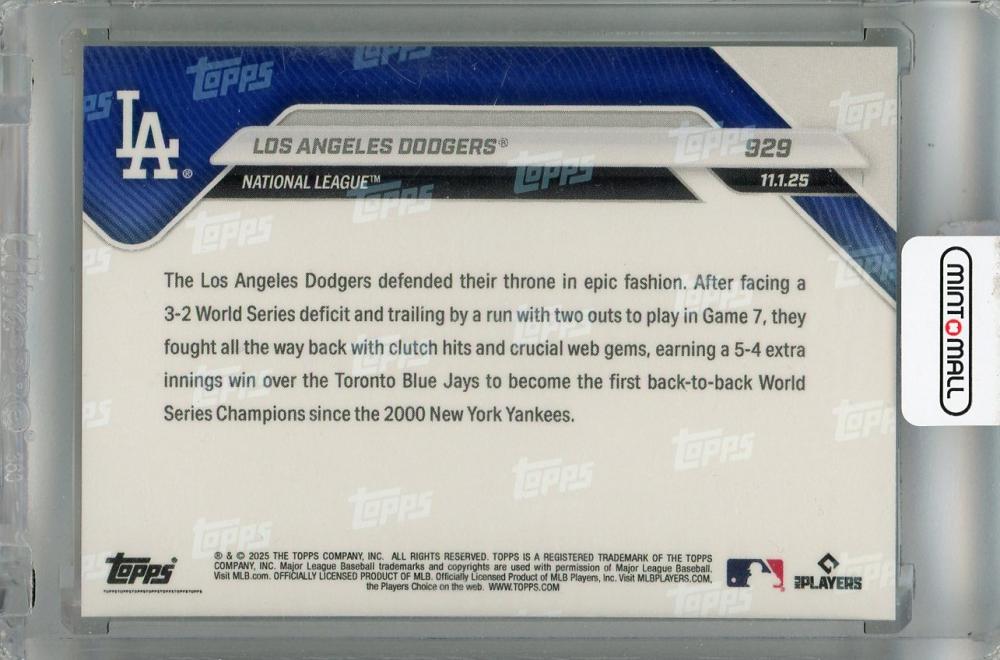 LA®
LOS ANGELES DODGERS®
929
NATIONAL LEAGUE™
11.1.25
The Los Angeles Dodgers defended their throne in epic fashion. After facing a
3-2 World Series deficit and trailing by a run with two outs to play in Game 7, they
fought all the way back with clutch hits and crucial web gems, earning a 5-4 extra
innings win over the Toronto Blue Jays to become the first back-to-back World
Series Champions since the 2000 New York Yankees.
Topps®
® & © 2025 THE TOPPS COMPANY, INC. ALL RIGHTS RESERVED. TOPPS IS A REGISTERED TRADEMARK OF THE TOPPS
COMPANY, INC. Major League Baseball trademarks and copyrights are used with permission of Major League Baseball.
Visit MLB.com. OFFICIALLY LICENSED PRODUCT OF MLB. Officially Licensed Product of MLB Players, Inc. Visit MLBPLAYERS.COM,
the Players Choice on the web. WWW.TOPPS.COM
MLBPLAYERS
MINT MALL